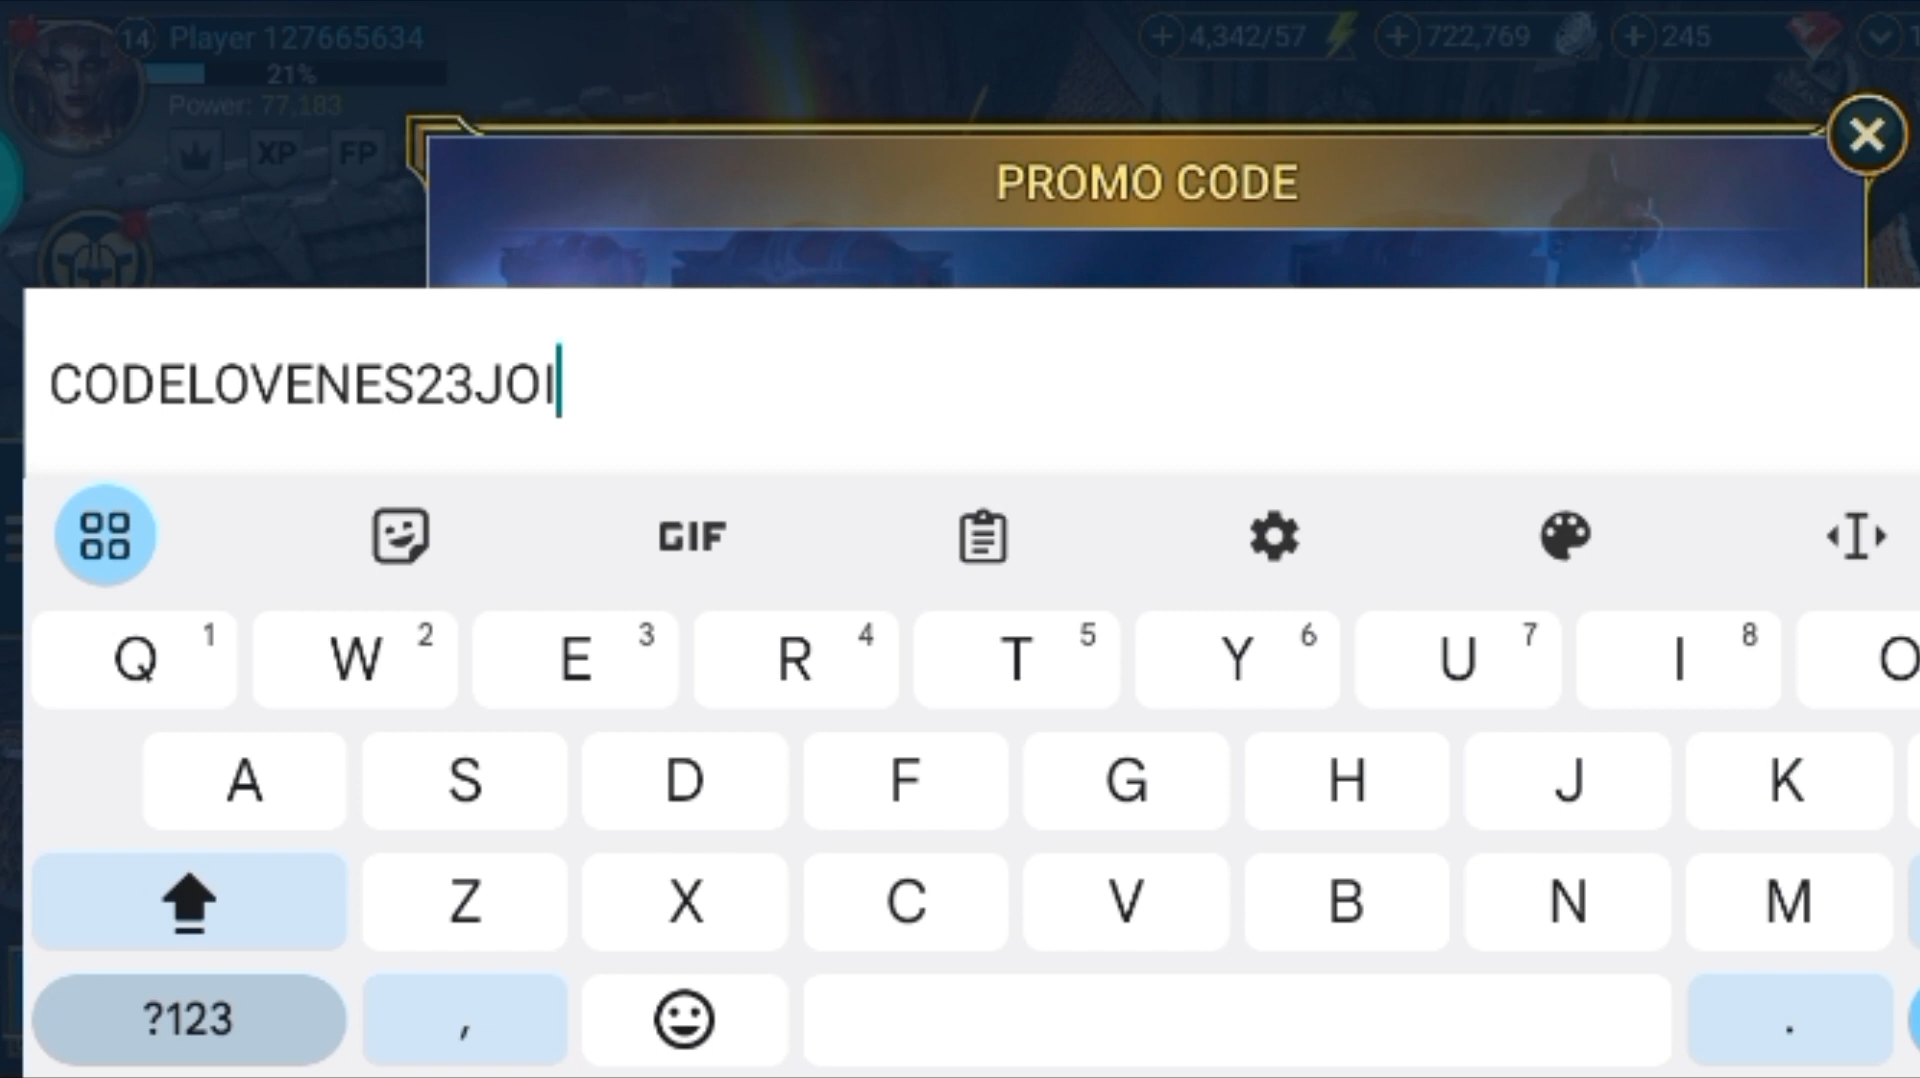 14 Player 127665634
21%
Power: 77,183
XP FP
4,342/57 722,769 245
PROMO CODE
CODELOVENES23JOI
GIF
Q 1 W 2 E 3 R 4 T 5 Y 6 U 7 I 8 O
A S D F G H J K
Z X C V B N M
?123 , .